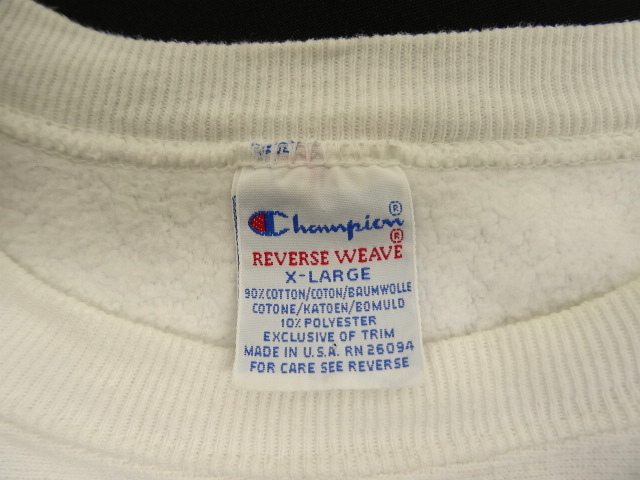 Champion®
REVERSE WEAVE®
X-LARGE
90% COTTON/COTON/BAUMWOLLE
COTONE/KATOEN/BOMULD
10% POLYESTER
EXCLUSIVE OF TRIM
MADE IN U.S.A. RN 26094
FOR CARE SEE REVERSE